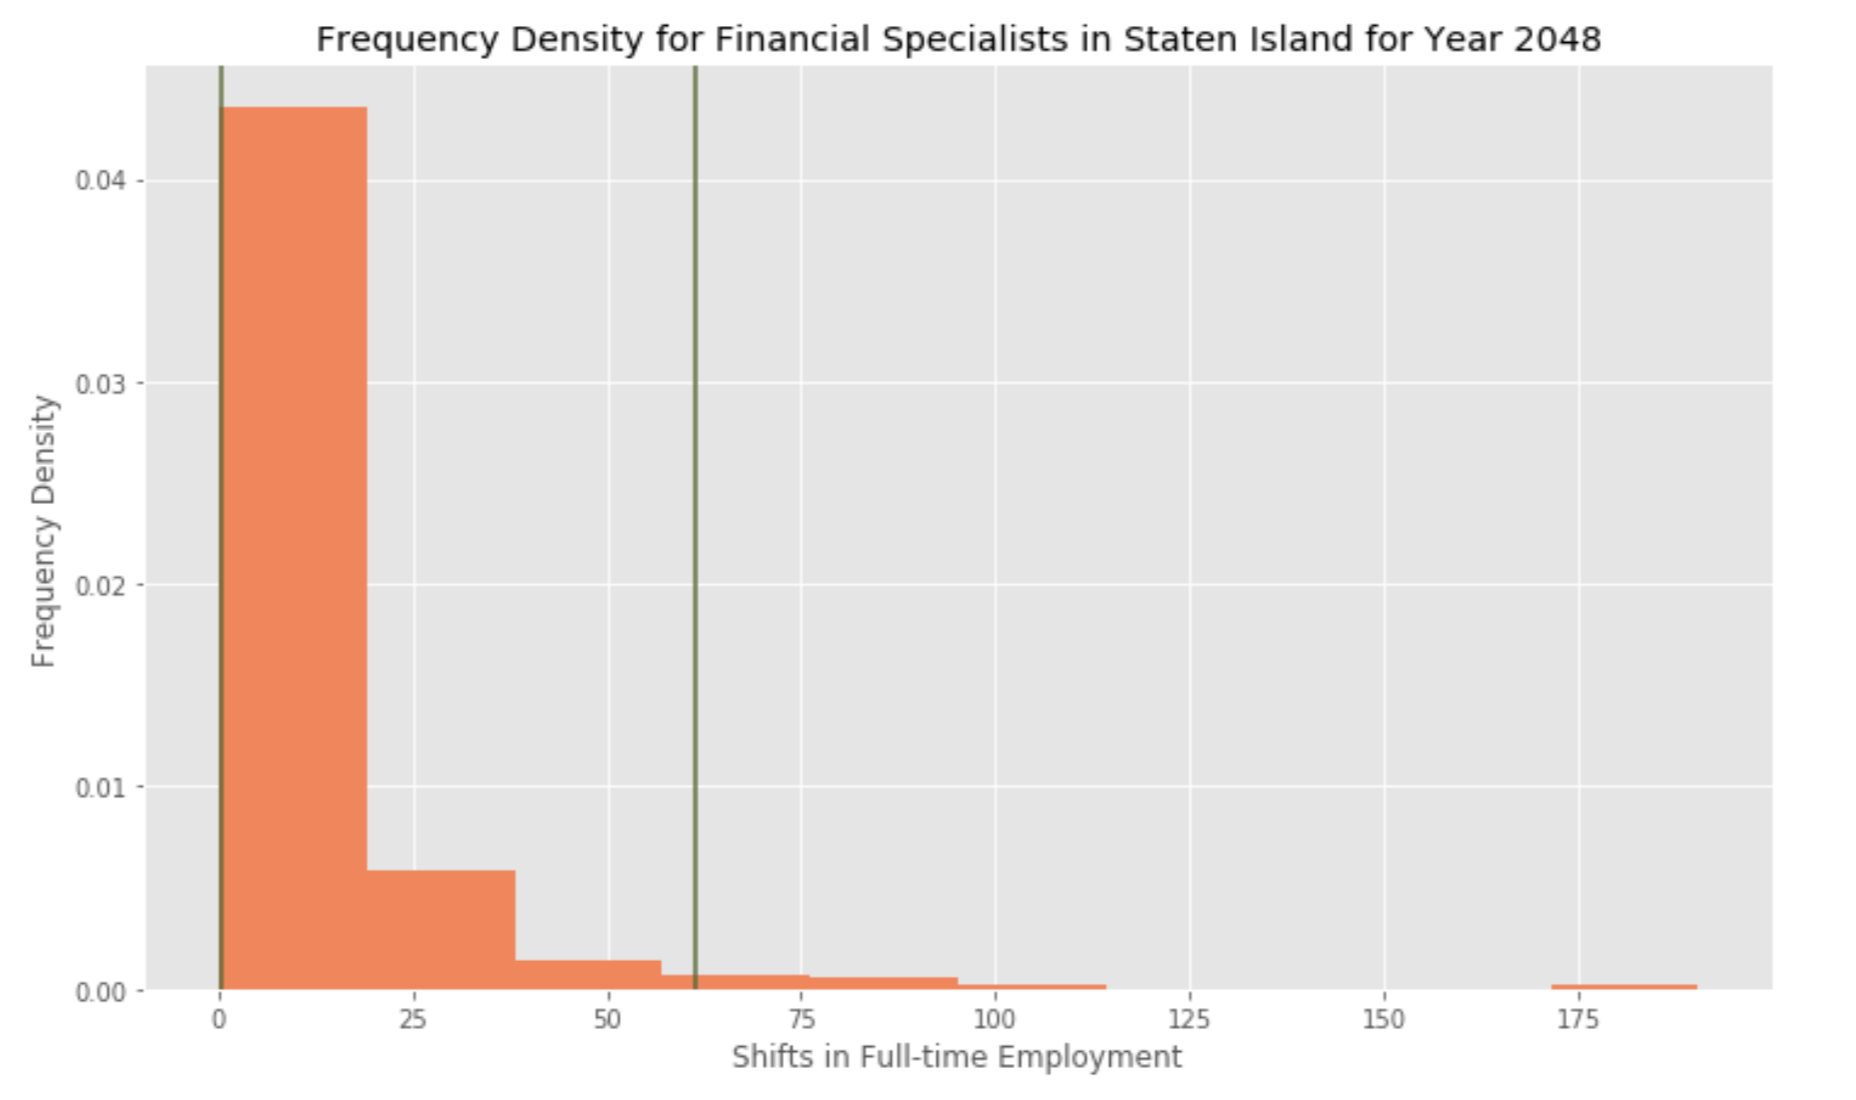 Frequency Density for Financial Specialists in Staten Island for Year 2048
Frequency Density
0.04
0.03
0.02
0.01
0.00
0 25 50 75 100 125 150 175
Shifts in Full-time Employment